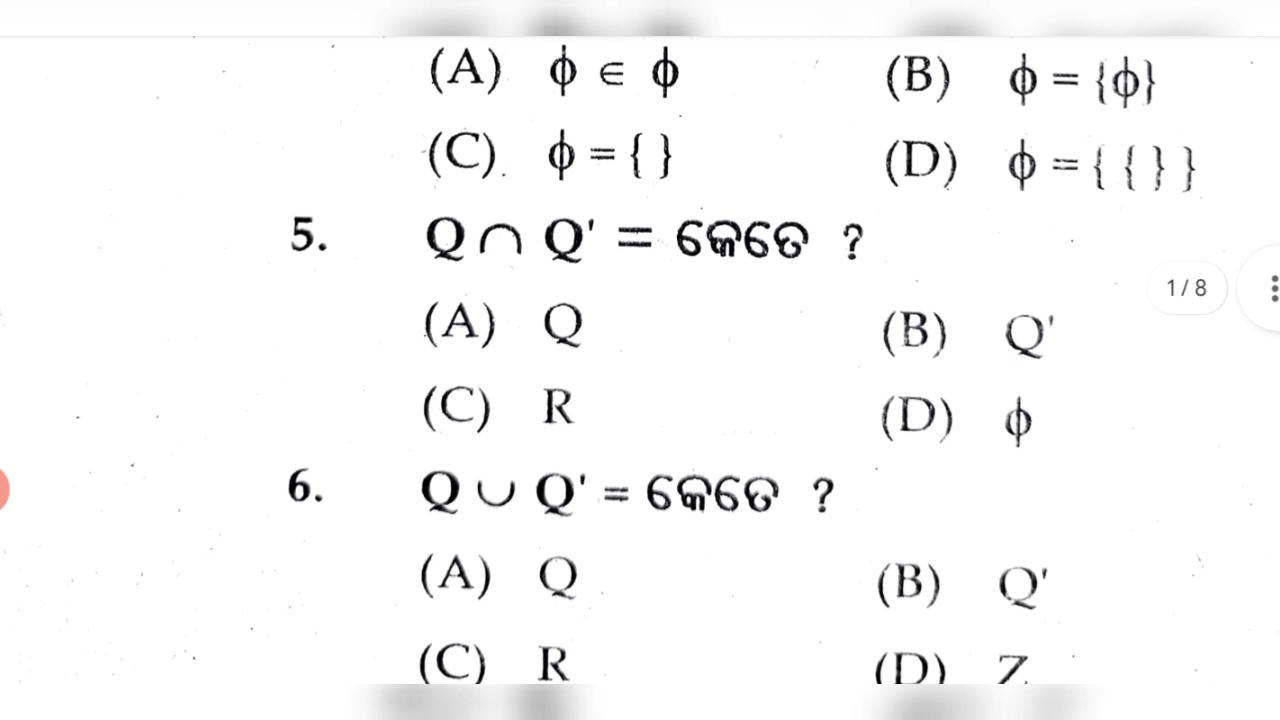 (A) ϕ ∈ ϕ (B) ϕ = {ϕ}
(C) ϕ = { } (D) ϕ = { { } }
5. Q ∩ Q' = କେତେ ?
(A) Q (B) Q'
1 / 8
(C) R (D) ϕ
6. Q ∪ Q' = କେତେ ?
(A) Q (B) Q'
(C) R (D) Z